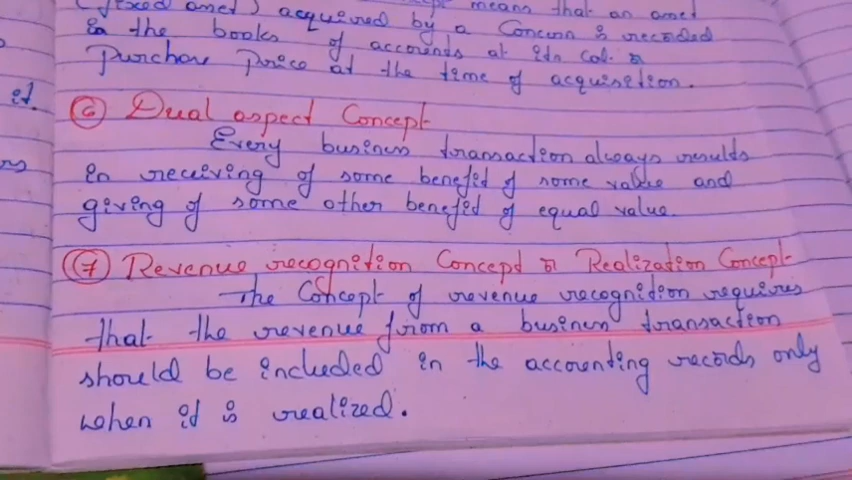 (fixed asset) acquired by a Concern is recorded
in the books of accounts at its Cost or
Purchase Price at the time of acquisition.
it.
⑥ Dual aspect Concept
Every business transaction always results
in receiving of some benefit of some value and
giving of some other benefit of equal value.
⑦ Revenue recognition Concept or Realization Concept
The Concept of revenue recognition requires
that the revenue from a business transaction
should be included in the accounting records only
when it is realized.